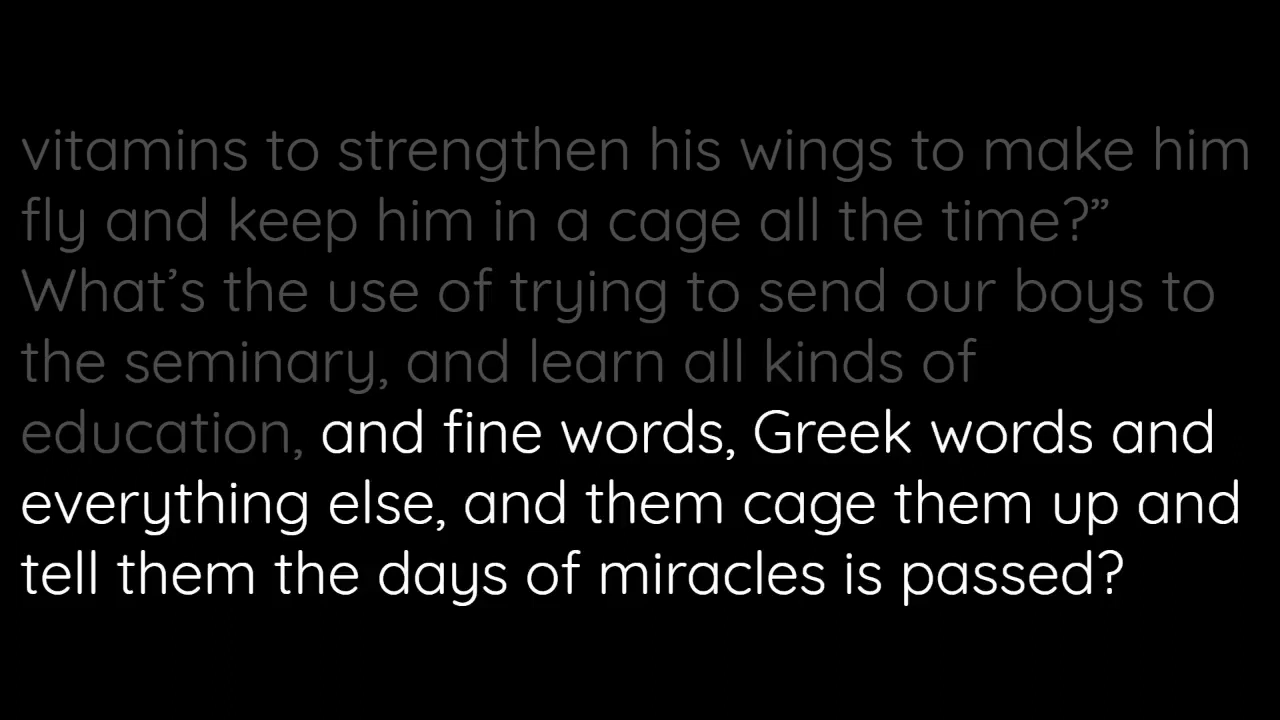 vitamins to strengthen his wings to make him
fly and keep him in a cage all the time?”
What’s the use of trying to send our boys to
the seminary, and learn all kinds of
education, and fine words, Greek words and
everything else, and them cage them up and
tell them the days of miracles is passed?